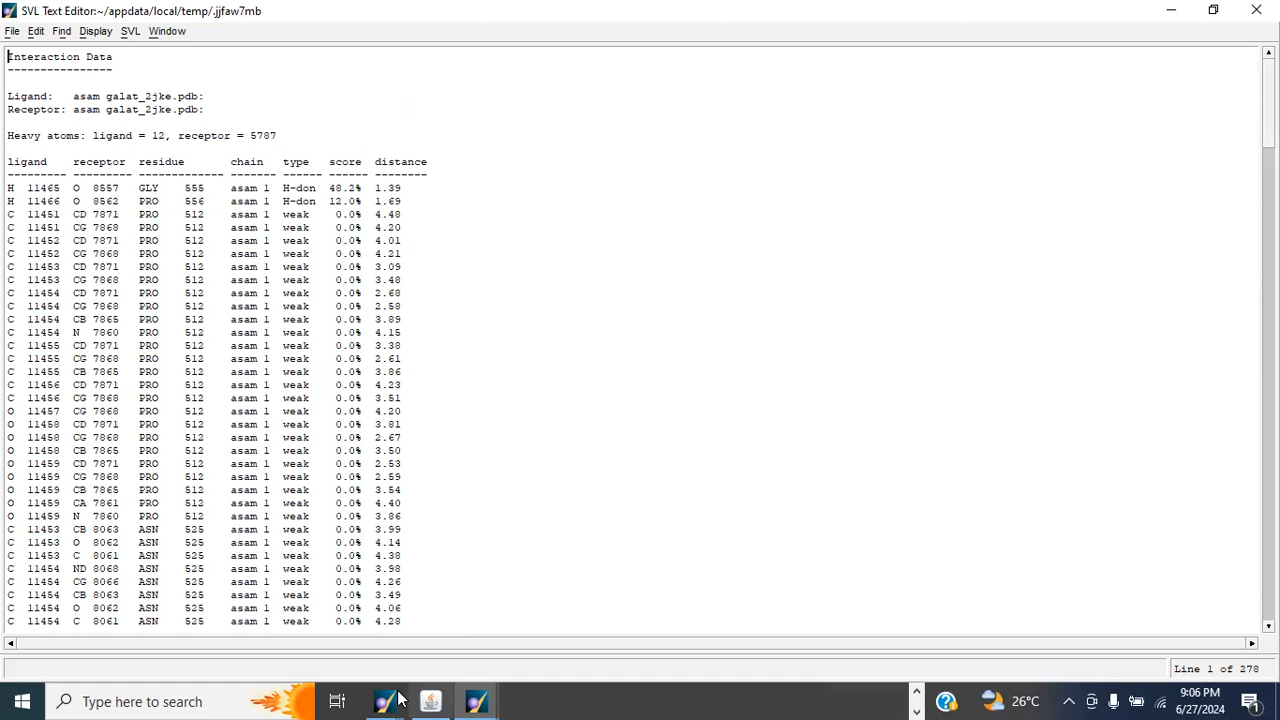 SVL Text Editor:~/appdata/local/temp/.jjfaw7mb
File Edit Find Display SVL Window
Interaction Data
----------------
Ligand: asam galat_2jke.pdb:
Receptor: asam galat_2jke.pdb:
Heavy atoms: ligand = 12, receptor = 5787
ligand receptor residue chain type score distance
--------- --------- ------------- ------- ------ ------ --------
H 11465 O 8557 GLY 555 asam 1 H-don 48.2% 1.39
H 11466 O 8562 PRO 556 asam 1 H-don 12.0% 1.69
C 11451 CD 7871 PRO 512 asam 1 weak 0.0% 4.48
C 11451 CG 7868 PRO 512 asam 1 weak 0.0% 4.20
C 11452 CD 7871 PRO 512 asam 1 weak 0.0% 4.01
C 11452 CG 7868 PRO 512 asam 1 weak 0.0% 4.21
C 11453 CD 7871 PRO 512 asam 1 weak 0.0% 3.09
C 11453 CG 7868 PRO 512 asam 1 weak 0.0% 3.48
C 11454 CD 7871 PRO 512 asam 1 weak 0.0% 2.68
C 11454 CG 7868 PRO 512 asam 1 weak 0.0% 2.58
C 11454 CB 7865 PRO 512 asam 1 weak 0.0% 3.89
C 11454 N 7860 PRO 512 asam 1 weak 0.0% 4.15
C 11455 CD 7871 PRO 512 asam 1 weak 0.0% 3.38
C 11455 CG 7868 PRO 512 asam 1 weak 0.0% 2.61
C 11455 CB 7865 PRO 512 asam 1 weak 0.0% 3.86
C 11456 CD 7871 PRO 512 asam 1 weak 0.0% 4.23
C 11456 CG 7868 PRO 512 asam 1 weak 0.0% 3.51
O 11457 CG 7868 PRO 512 asam 1 weak 0.0% 4.20
O 11458 CD 7871 PRO 512 asam 1 weak 0.0% 3.81
O 11458 CG 7868 PRO 512 asam 1 weak 0.0% 2.67
O 11458 CB 7865 PRO 512 asam 1 weak 0.0% 3.50
O 11459 CD 7871 PRO 512 asam 1 weak 0.0% 2.53
O 11459 CG 7868 PRO 512 asam 1 weak 0.0% 2.59
O 11459 CB 7865 PRO 512 asam 1 weak 0.0% 3.54
O 11459 CA 7861 PRO 512 asam 1 weak 0.0% 4.40
O 11459 N 7860 PRO 512 asam 1 weak 0.0% 3.86
C 11453 CB 8063 ASN 525 asam 1 weak 0.0% 3.99
C 11453 O 8062 ASN 525 asam 1 weak 0.0% 4.14
C 11453 C 8061 ASN 525 asam 1 weak 0.0% 4.38
C 11454 ND 8068 ASN 525 asam 1 weak 0.0% 3.98
C 11454 CG 8066 ASN 525 asam 1 weak 0.0% 4.26
C 11454 CB 8063 ASN 525 asam 1 weak 0.0% 3.49
C 11454 O 8062 ASN 525 asam 1 weak 0.0% 4.06
C 11454 C 8061 ASN 525 asam 1 weak 0.0% 4.28
Line 1 of 278
Type here to search
26°C
9:06 PM
6/27/2024
1